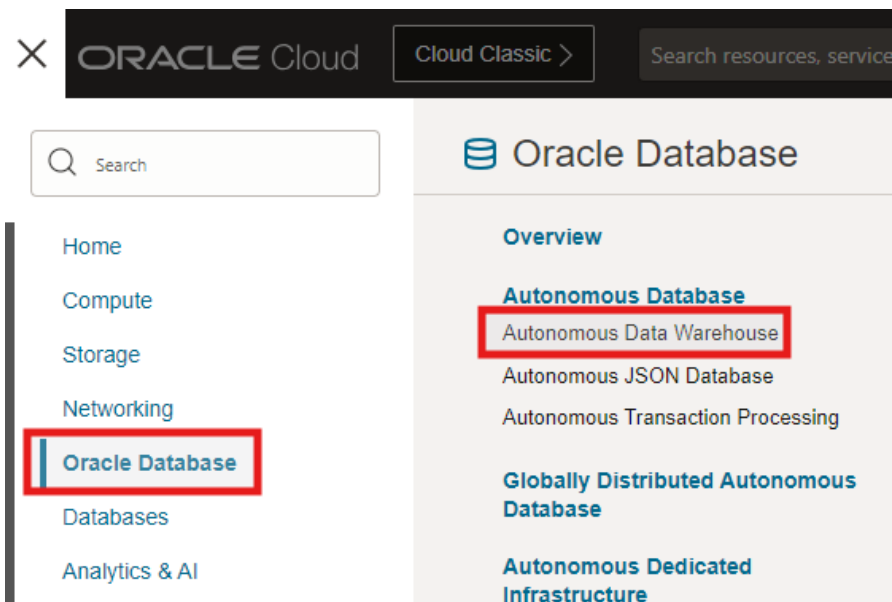 ORACLE Cloud
Cloud Classic >
Search resources, service
Search
Home
Compute
Storage
Networking
Oracle Database
Databases
Analytics & AI
Oracle Database
Overview
Autonomous Database
Autonomous Data Warehouse
Autonomous JSON Database
Autonomous Transaction Processing
Globally Distributed Autonomous
Database
Autonomous Dedicated
Infrastructure